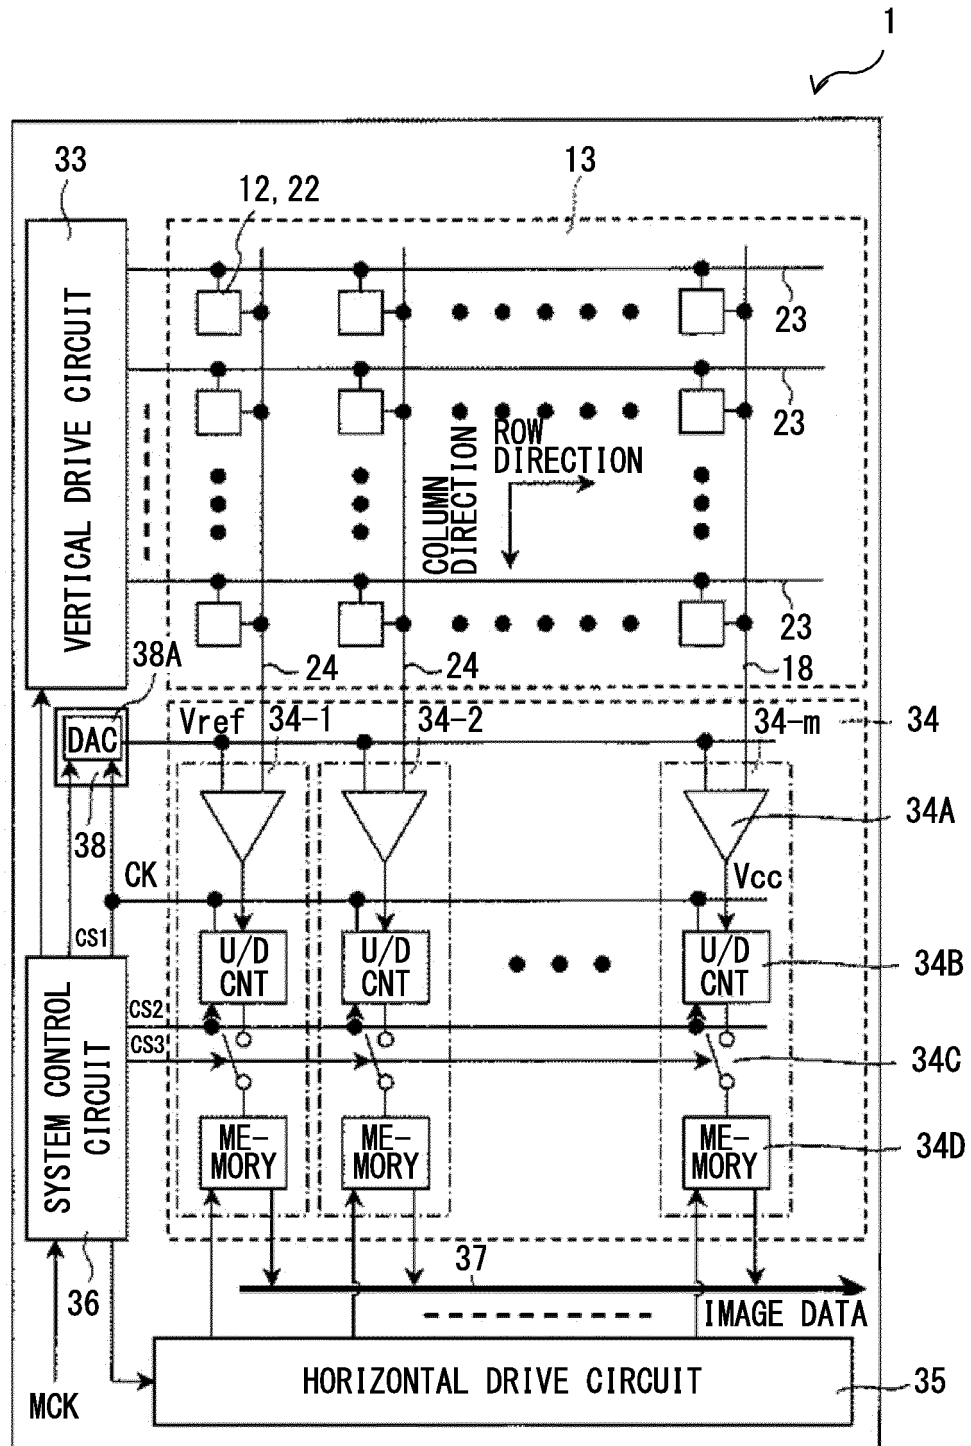 1
33
13
12, 22
VERTICAL DRIVE CIRCUIT
23
23
ROW
DIRECTION
COLUMN
DIRECTION
23
38A
24
24
18
DAC
Vref
34-1
34-2
34-m
34
38
34A
CK
Vcc
CS1
U/D
CNT
U/D
CNT
U/D
CNT
34B
CS2
CS3
34C
SYSTEM CONTROL
CIRCUIT
ME-
MORY
ME-
MORY
ME-
MORY
34D
36
37
IMAGE DATA
HORIZONTAL DRIVE CIRCUIT
35
MCK